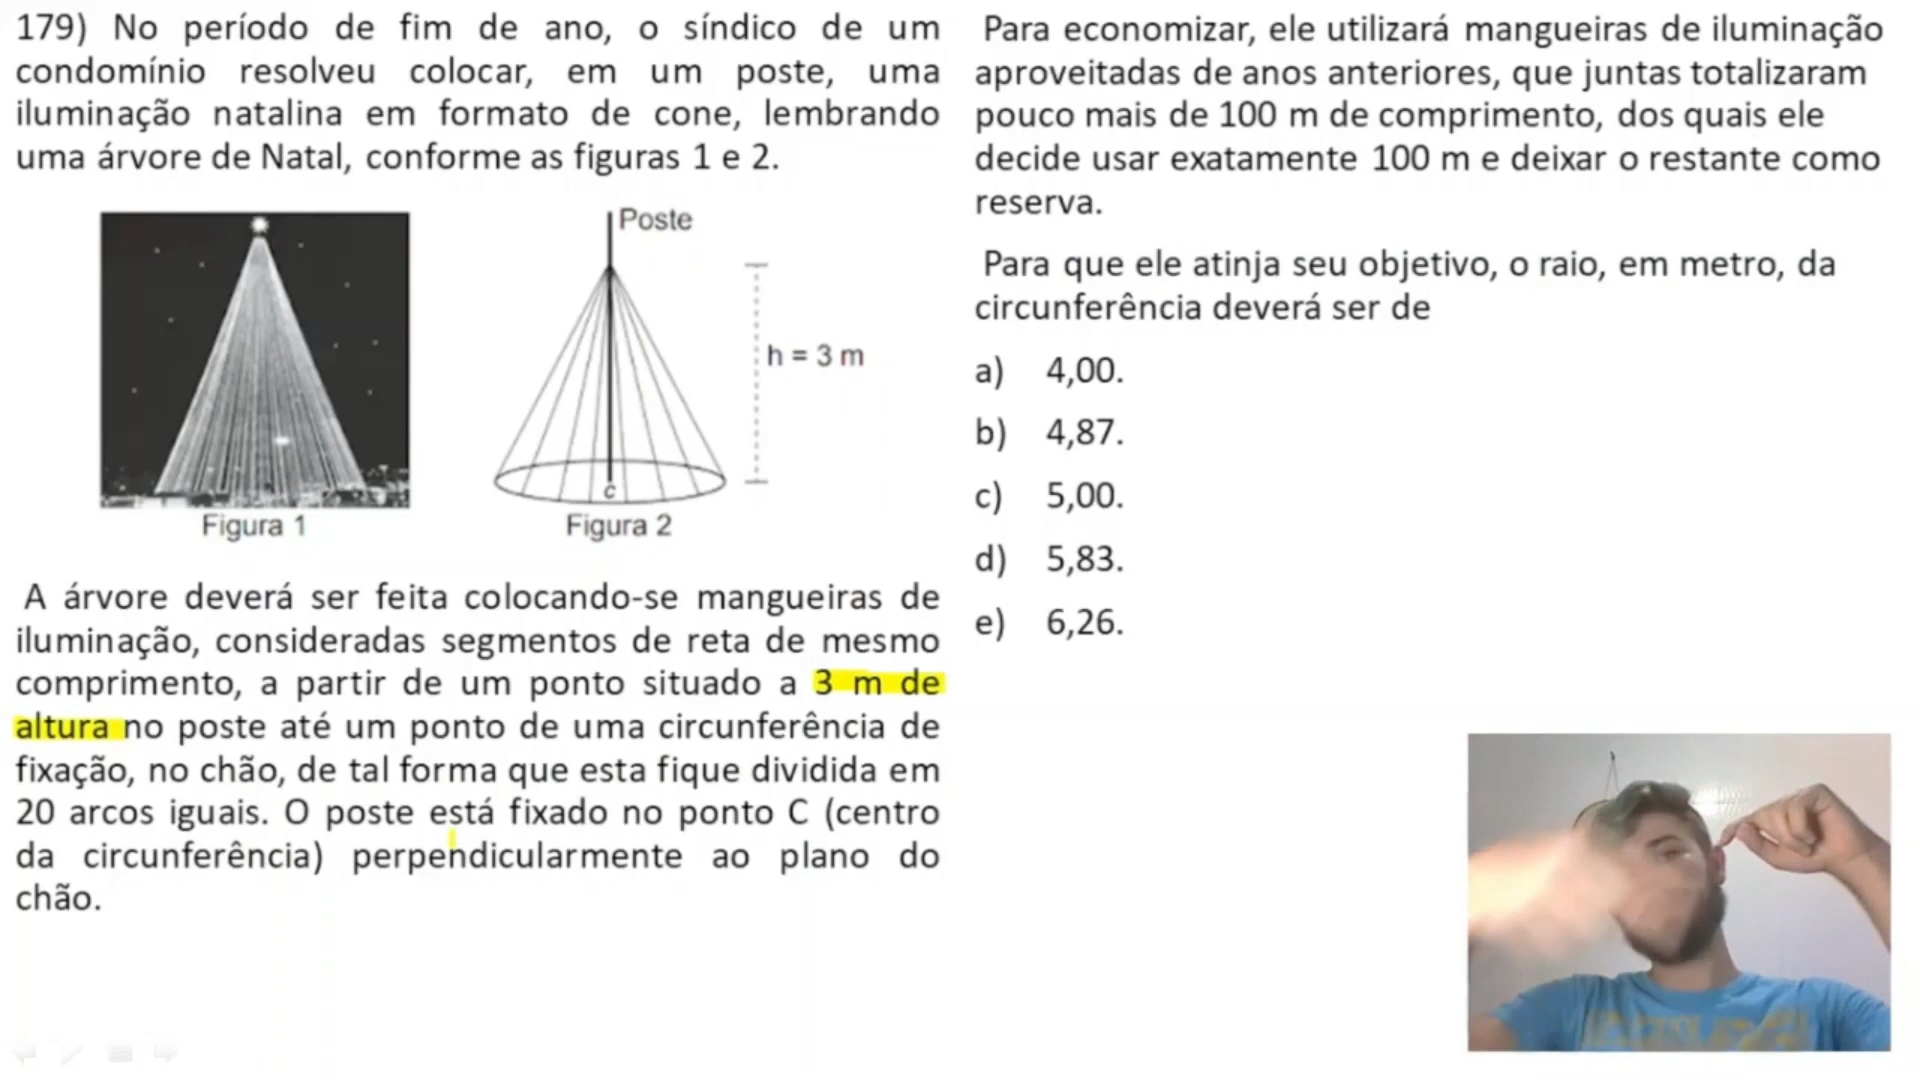 179) No período de fim de ano, o síndico de um
condomínio resolveu colocar, em um poste, uma
iluminação natalina em formato de cone, lembrando
uma árvore de Natal, conforme as figuras 1 e 2.
Poste
h = 3 m
c
Figura 1
Figura 2
A árvore deverá ser feita colocando-se mangueiras de
iluminação, consideradas segmentos de reta de mesmo
comprimento, a partir de um ponto situado a 3 m de
altura no poste até um ponto de uma circunferência de
fixação, no chão, de tal forma que esta fique dividida em
20 arcos iguais. O poste está fixado no ponto C (centro
da circunferência) perpendicularmente ao plano do
chão.
Para economizar, ele utilizará mangueiras de iluminação
aproveitadas de anos anteriores, que juntas totalizaram
pouco mais de 100 m de comprimento, dos quais ele
decide usar exatamente 100 m e deixar o restante como
reserva.
Para que ele atinja seu objetivo, o raio, em metro, da
circunferência deverá ser de
a) 4,00.
b) 4,87.
c) 5,00.
d) 5,83.
e) 6,26.